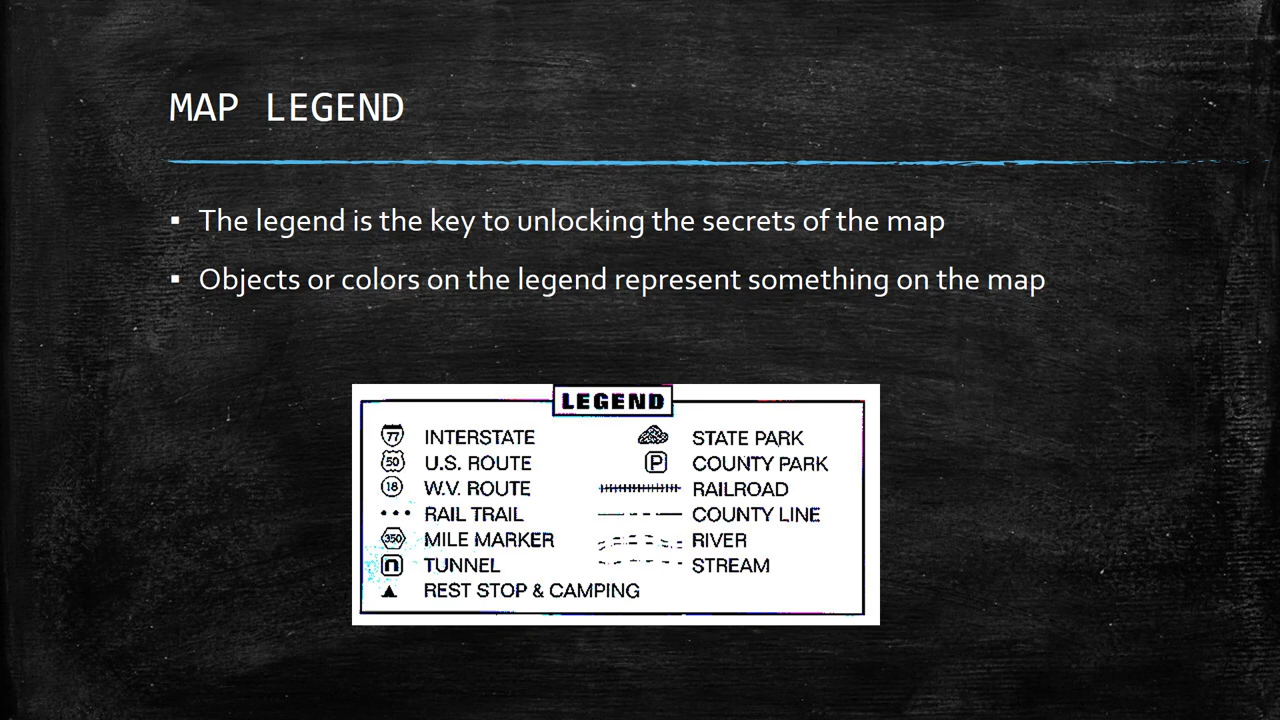 MAP LEGEND
▪ The legend is the key to unlocking the secrets of the map
▪ Objects or colors on the legend represent something on the map
LEGEND
77 INTERSTATE
50 U.S. ROUTE
18 W.V. ROUTE
RAIL TRAIL
350 MILE MARKER
TUNNEL
REST STOP & CAMPING
STATE PARK
P COUNTY PARK
RAILROAD
COUNTY LINE
RIVER
STREAM